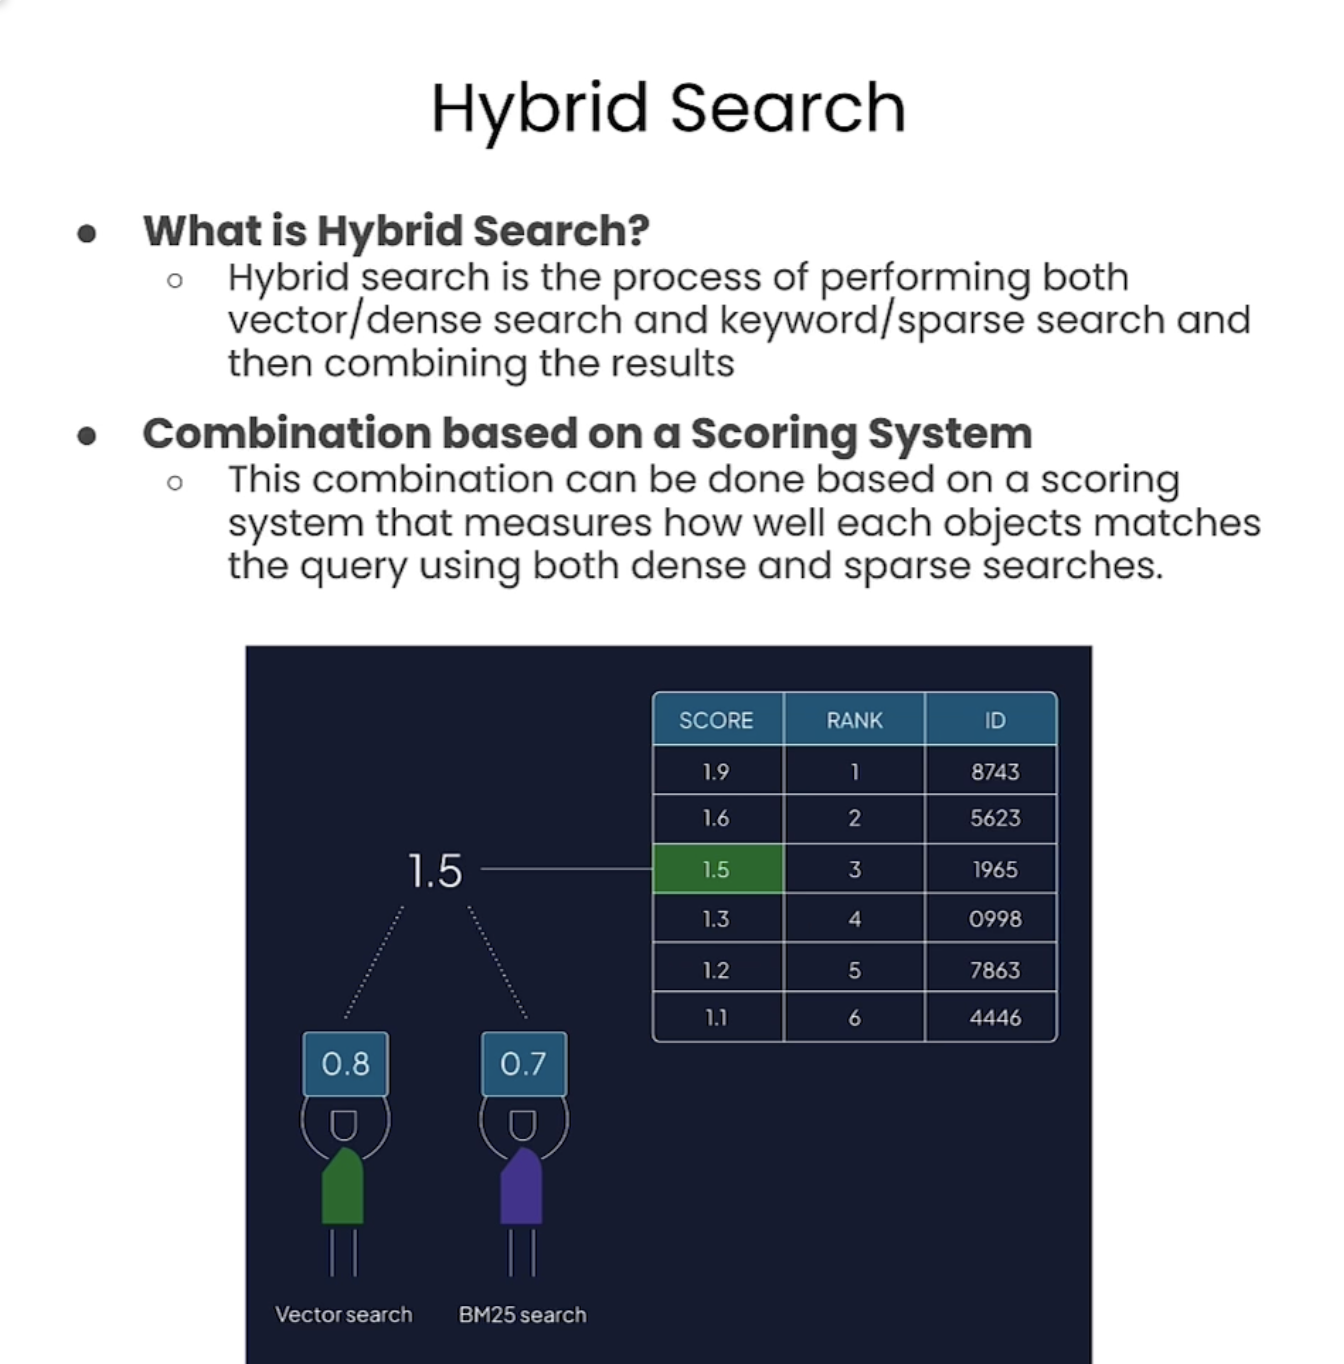 Hybrid Search
● What is Hybrid Search?
○ Hybrid search is the process of performing both
vector/dense search and keyword/sparse search and
then combining the results
● Combination based on a Scoring System
○ This combination can be done based on a scoring
system that measures how well each objects matches
the query using both dense and sparse searches.
SCORE RANK ID
1.9 1 8743
1.6 2 5623
1.5 3 1965
1.3 4 0998
1.2 5 7863
1.1 6 4446
1.5
0.8 0.7
Vector search BM25 search